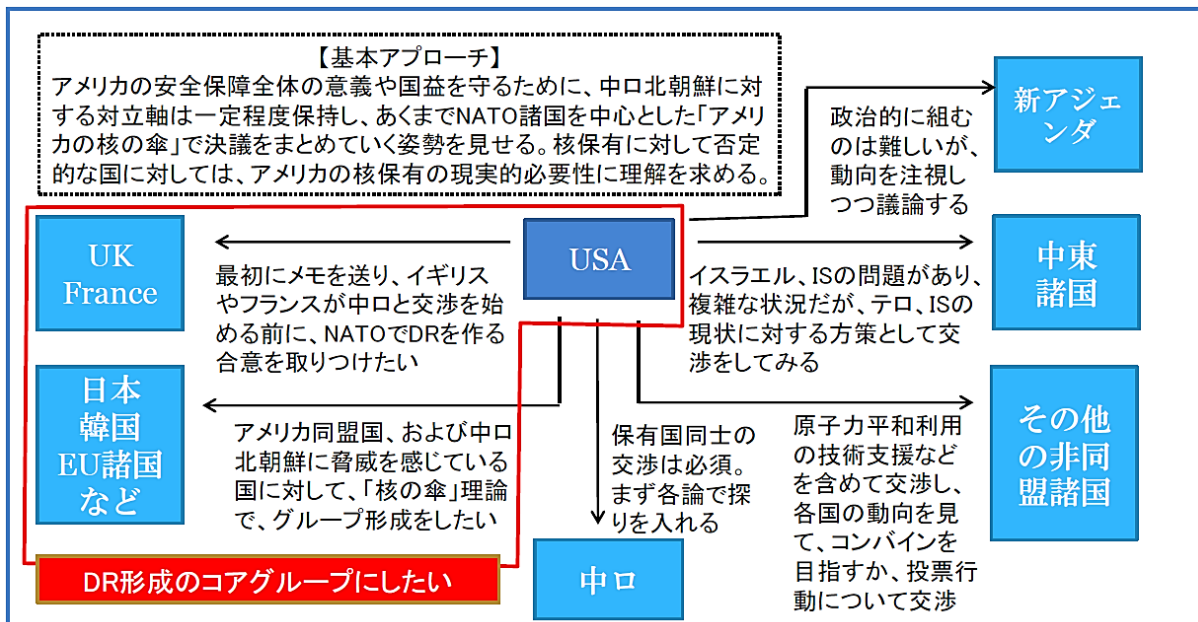 【基本アプローチ】
アメリカの安全保障全体の意義や国益を守るために、中ロ北朝鮮に対
する対立軸は一定程度保持し、あくまでNATO諸国を中心とした「アメリ
カの核の傘」で決議をまとめていく姿勢を見せる。核保有に対して否定
的な国に対しては、アメリカの核保有の現実的必要性に理解を求める。
新アジェ
ンダ
政治的に組む
のは難しいが、
動向を注視し
つつ議論する
UK
France
USA
最初にメモを送り、イギリス
やフランスが中ロと交渉を始
める前に、NATOでDRを作る
合意を取りつけたい
イスラエル、ISの問題があり、
複雑な状況だが、テロ、ISの
現状に対する方策として交
渉をしてみる
中東
諸国
日本
韓国
EU諸国
など
アメリカ同盟国、および中ロ
北朝鮮に脅威を感じている
国に対して、「核の傘」理論
で、グループ形成をしたい
保有国同士の
交渉は必須。
まず各論で探
りを入れる
原子力平和利用
の技術支援など
を含めて交渉し、
各国の動向を見
て、コンバインを
目指すか、投票行
動について交渉
その他
の非同
盟諸国
DR形成のコアグループにしたい
中ロ